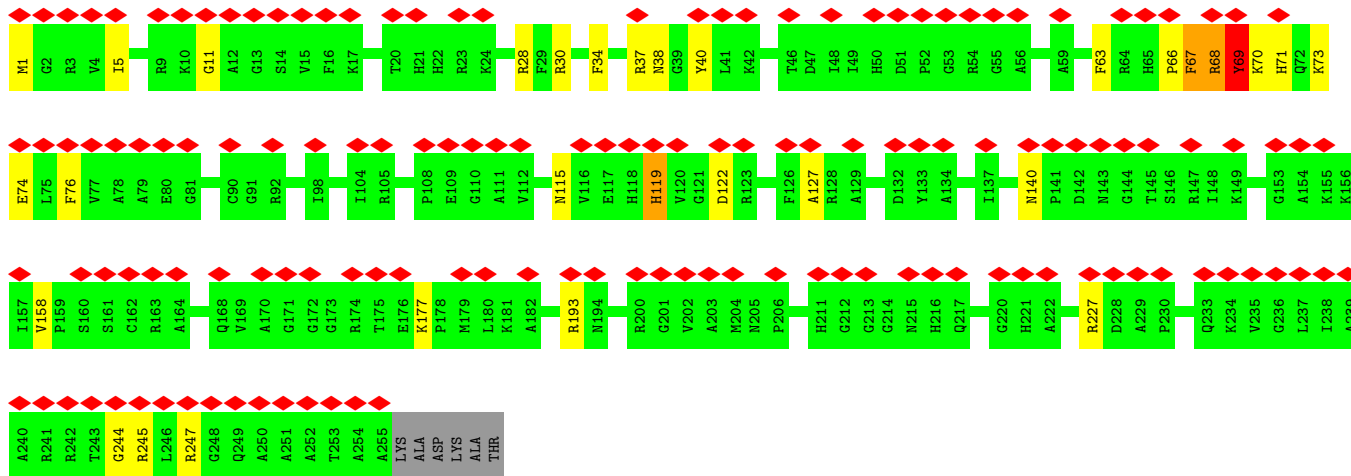 M1 G2 R3 V4 I5 R9 K10 G11 A12 G13 S14 V15 F16 K17 T20 H21 H22 R23 K24 R28 F29 R30 F34 R37 N38 G39 Y40 L41 K42 T46 D47 I48 I49 H50 D51 P52 G53 R54 G55 A56 A59 F63 R64 H65 P66 F67 R68 Y69 K70 H71 Q72 K73
E74 L75 F76 V77 A78 A79 E80 G81 C90 G91 R92 I98 I104 R105 P108 E109 G110 A111 V112 N115 V116 E117 H118 H119 V120 G121 D122 R123 F126 A127 R128 A129 D132 Y133 A134 I137 N140 P141 D142 N143 G144 T145 S146 R147 I148 K149 G153 A154 K155 K156
I157 V158 P159 S160 S161 C162 R163 A164 Q168 V169 A170 G171 G172 G173 R174 T175 E176 K177 P178 M179 L180 K181 A182 R193 N194 R200 G201 V202 A203 M204 N205 P206 H211 G212 G213 G214 N215 H216 Q217 G220 H221 A222 R227 D228 A229 P230 Q233 K234 V235 G236 L237 I238 A239
A240 R241 R242 T243 G244 R245 L246 R247 G248 Q249 A250 A251 A252 T253 A254 A255 LYS ALA ASP LYS ALA THR